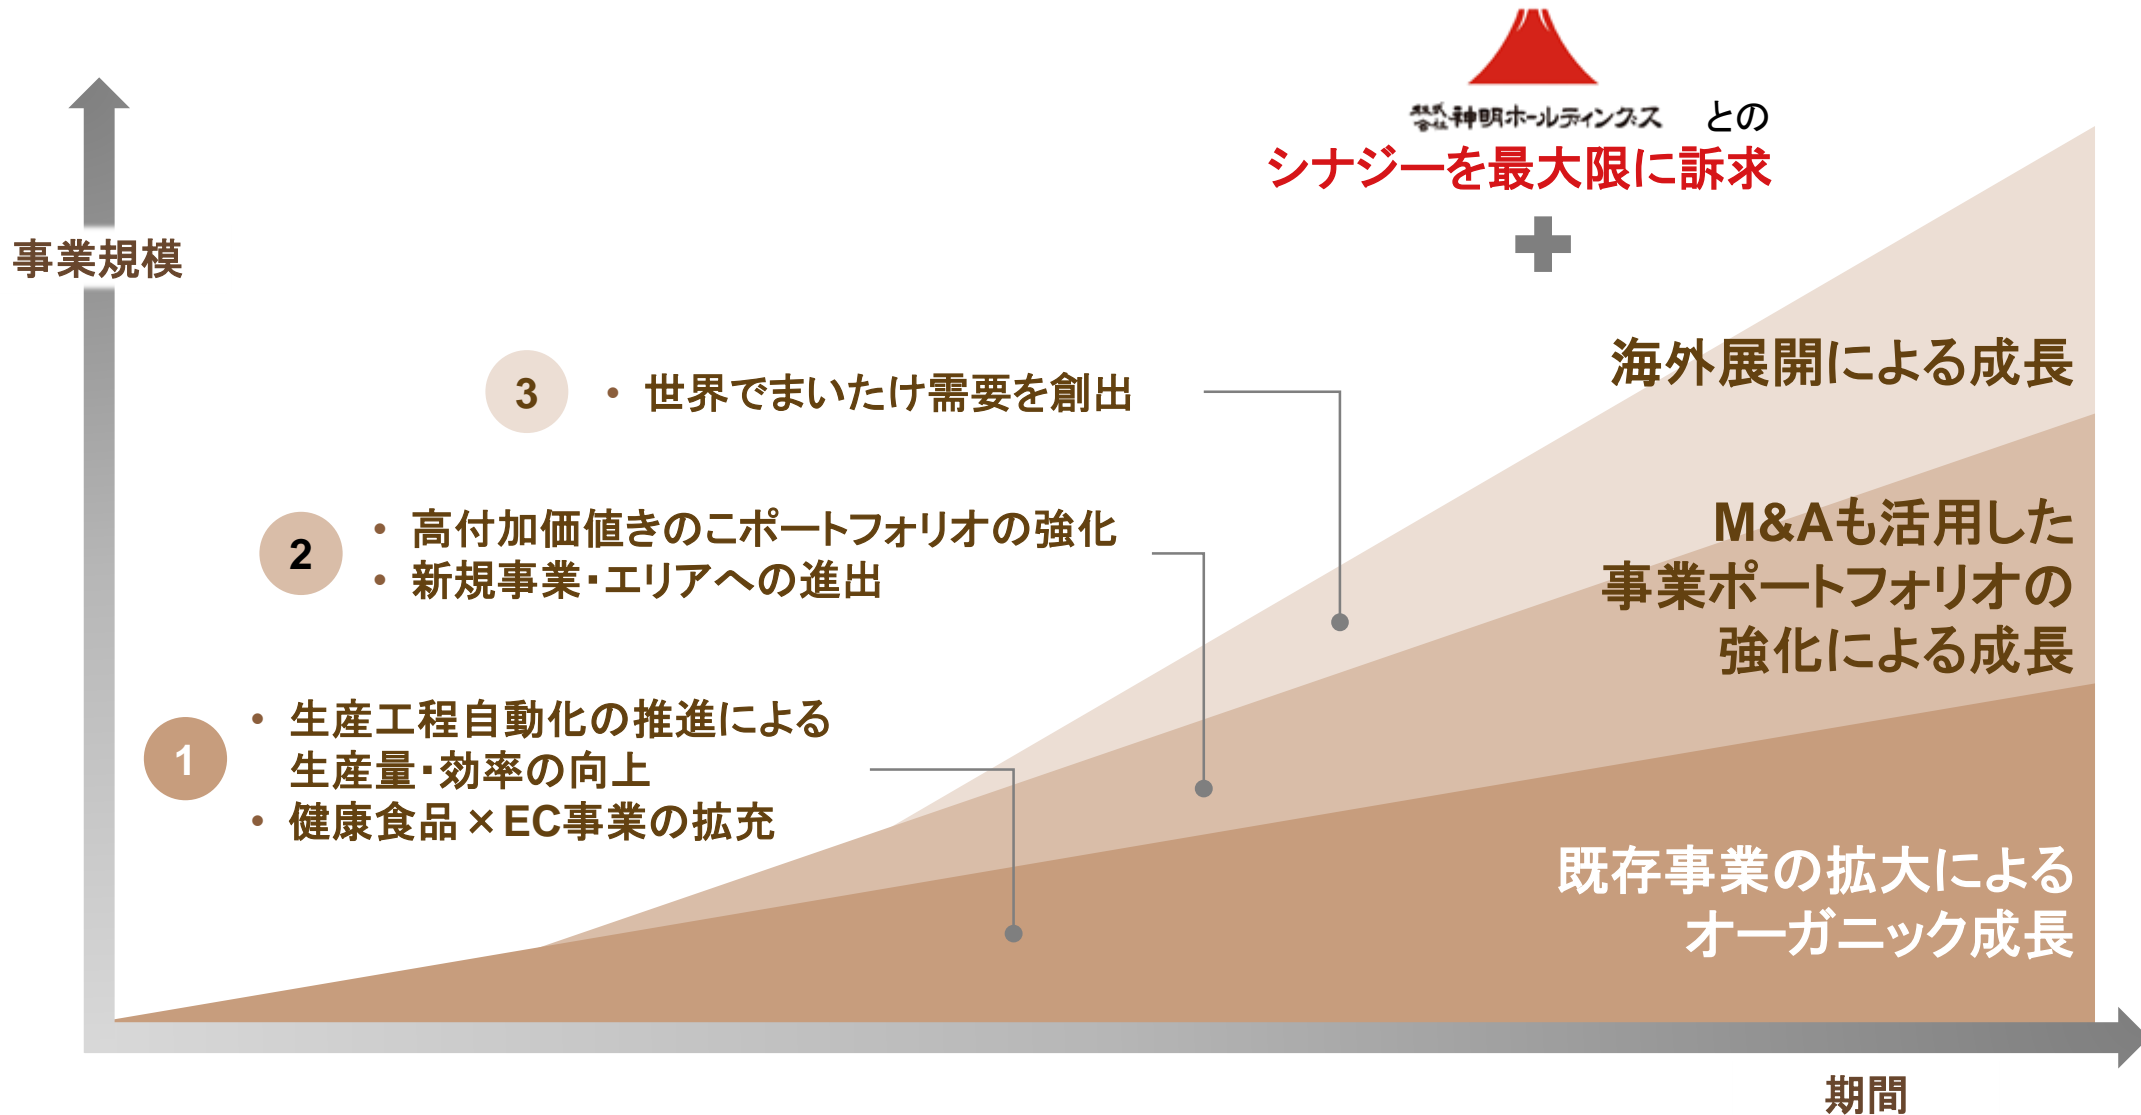 株式会社神明ホールディングス との
シナジーを最大限に訴求
事業規模
3
• 世界でまいたけ需要を創出
海外展開による成長
2
• 高付加価値きのこポートフォリオの強化
• 新規事業・エリアへの進出
M&Aも活用した
事業ポートフォリオの
強化による成長
1
• 生産工程自動化の推進による
生産量・効率の向上
• 健康食品×EC事業の拡充
既存事業の拡大による
オーガニック成長
期間